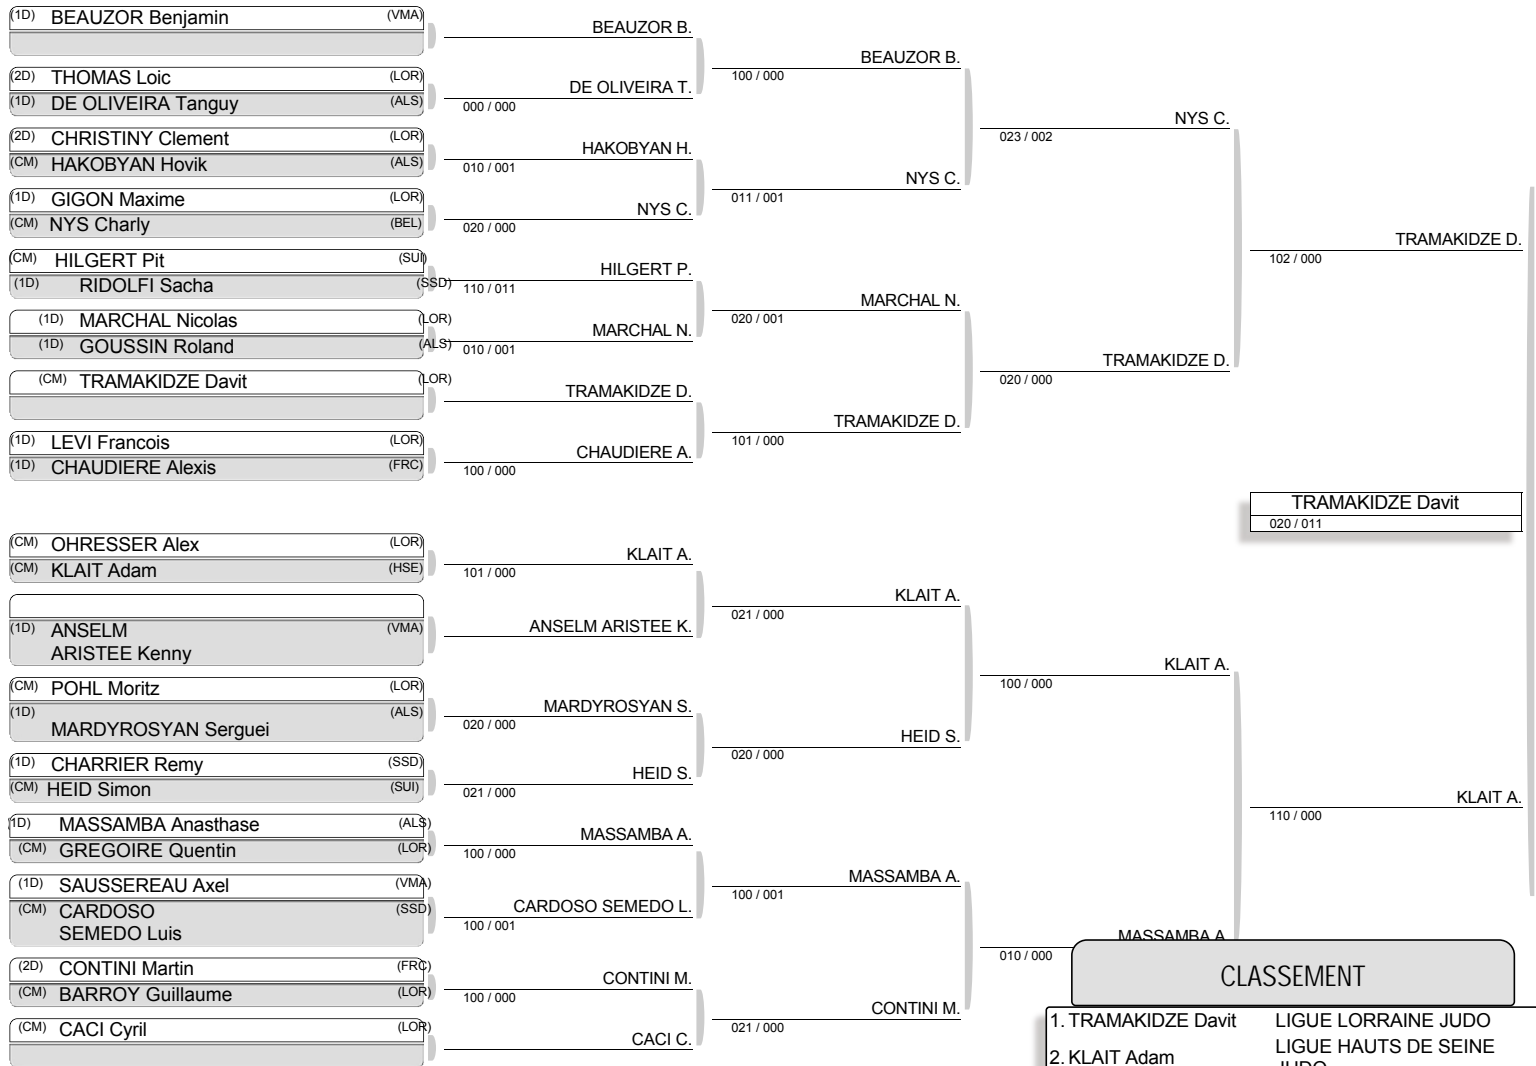 (1D) BEAUZOR Benjamin (VMA)
(2D) THOMAS Loic (LOR)
(1D) DE OLIVEIRA Tanguy (ALS)
(2D) CHRISTINY Clement (LOR)
(CM) HAKOBYAN Hovik (ALS)
(1D) GIGON Maxime (LOR)
(CM) NYS Charly (BEL)
(CM) HILGERT Pit (SUI)
(1D) RIDOLFI Sacha (SSD)
(1D) MARCHAL Nicolas (LOR)
(1D) GOUSSIN Roland (ALS)
(CM) TRAMAKIDZE Davit (LOR)
(1D) LEVI Francois (LOR)
(1D) CHAUDIERE Alexis (FRC)
(CM) OHRESSER Alex (LOR)
(CM) KLAIT Adam (HSE)
(1D) ANSELM (VMA)
ARISTEE Kenny
(CM) POHL Moritz (LOR)
(1D) (ALS)
MARDYROSYAN Serguei
(1D) CHARRIER Remy (SSD)
(CM) HEID Simon (SUI)
1D) MASSAMBA Anasthase (ALS)
(CM) GREGOIRE Quentin (LOR)
(1D) SAUSSEREAU Axel (VMA)
(CM) CARDOSO (SSD)
SEMEDO Luis
(2D) CONTINI Martin (FRC)
(CM) BARROY Guillaume (LOR)
(CM) CACI Cyril (LOR)
BEAUZOR B.
DE OLIVEIRA T.
000 / 000
HAKOBYAN H.
010 / 001
NYS C.
020 / 000
HILGERT P.
110 / 011
MARCHAL N.
010 / 001
TRAMAKIDZE D.
CHAUDIERE A.
100 / 000
KLAIT A.
101 / 000
ANSELM ARISTEE K.
MARDYROSYAN S.
020 / 000
HEID S.
021 / 000
MASSAMBA A.
100 / 000
CARDOSO SEMEDO L.
100 / 001
CONTINI M.
100 / 000
CACI C.
BEAUZOR B.
100 / 000
NYS C.
011 / 001
MARCHAL N.
020 / 001
TRAMAKIDZE D.
101 / 000
KLAIT A.
021 / 000
HEID S.
020 / 000
MASSAMBA A.
100 / 001
CONTINI M.
021 / 000
NYS C.
023 / 002
TRAMAKIDZE D.
020 / 000
KLAIT A.
100 / 000
MASSAMBA A.
010 / 000
TRAMAKIDZE D.
102 / 000
KLAIT A.
110 / 000
TRAMAKIDZE Davit
020 / 011
CLASSEMENT
1. TRAMAKIDZE Davit LIGUE LORRAINE JUDO
2. KLAIT Adam LIGUE HAUTS DE SEINE
JUDO